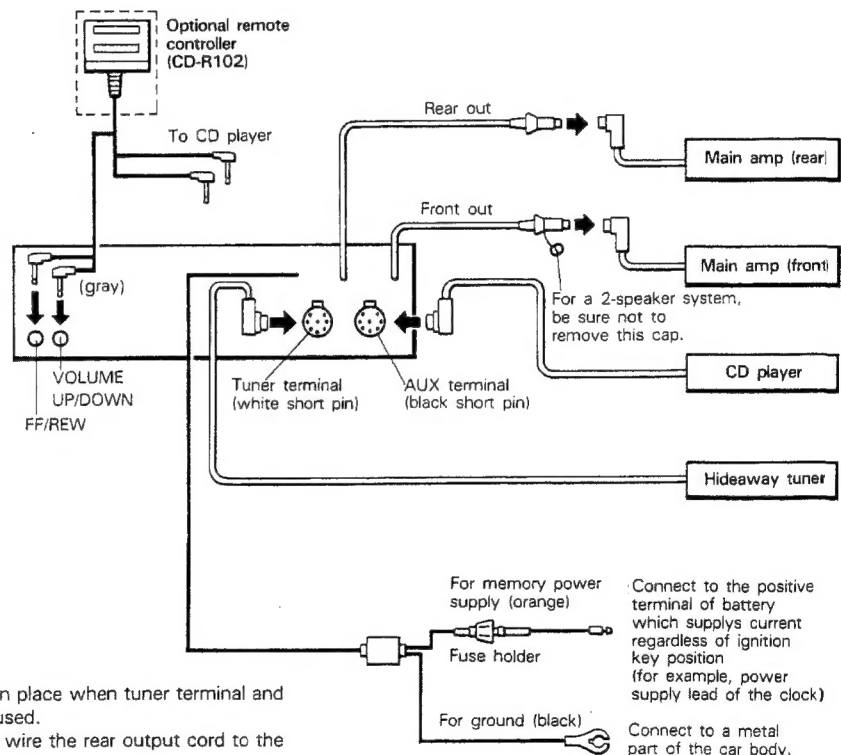 Optional remote
controller
(CD-R102)
To CD player
Rear out
Main amp (rear)
Front out
Main amp (front)
(gray)
For a 2-speaker system,
be sure not to
remove this cap.
VOLUME
UP/DOWN
FF/REW
Tuner terminal
(white short pin)
AUX terminal
(black short pin)
CD player
Hideaway tuner
For memory power
supply (orange)
Fuse holder
Connect to the positive
terminal of battery
which supplys current
regardless of ignition
key position
(for example, power
supply lead of the clock)
n place when tuner terminal and
used.
wire the rear output cord to the
For ground (black)
Connect to a metal
part of the car body.